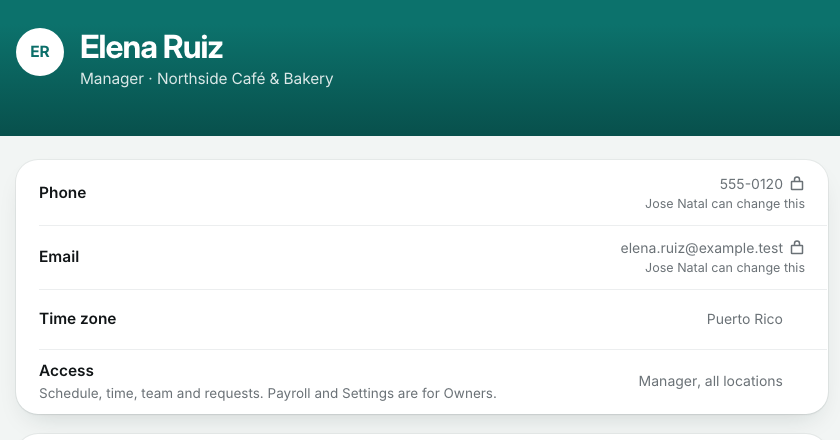 ER
Elena Ruiz
Manager · Northside Café & Bakery
Phone
555-0120
Jose Natal can change this
Email
elena.ruiz@example.test
Jose Natal can change this
Time zone
Puerto Rico
Access
Schedule, time, team and requests. Payroll and Settings are for Owners.
Manager, all locations